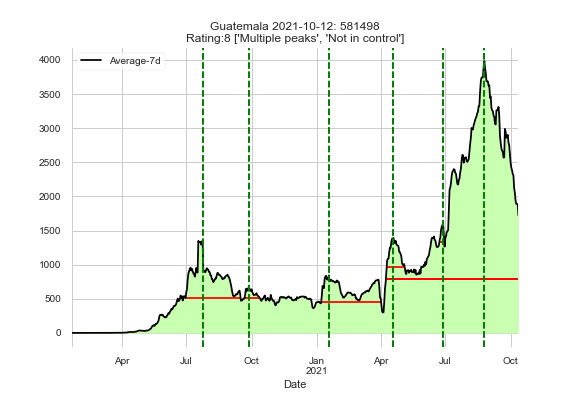 Guatemala 2021-10-12: 581498
Rating:8 ['Multiple peaks', 'Not in control']
Average-7d
4000
3500
3000
2500
2000
1500
1000
500
0
Apr
Jul
Oct
Jan
2021
Apr
Jul
Oct
Date